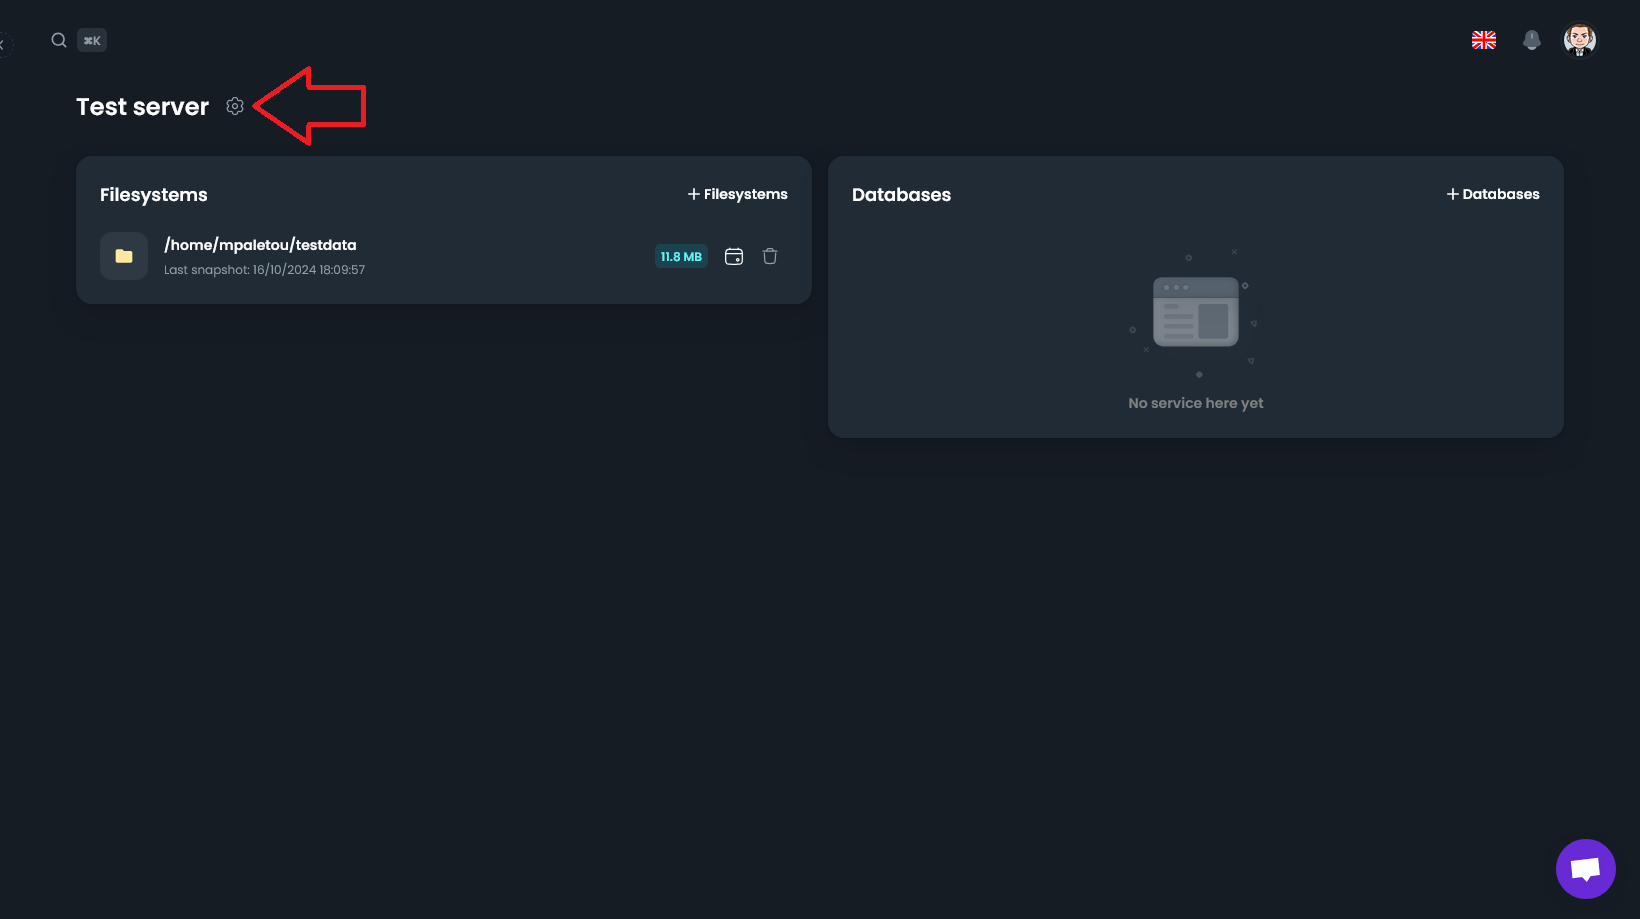 ⌘K
Test server
Filesystems
+ Filesystems
/home/mpaletou/testdata
Last snapshot: 16/10/2024 18:09:57
11.8 MB
Databases
+ Databases
No service here yet